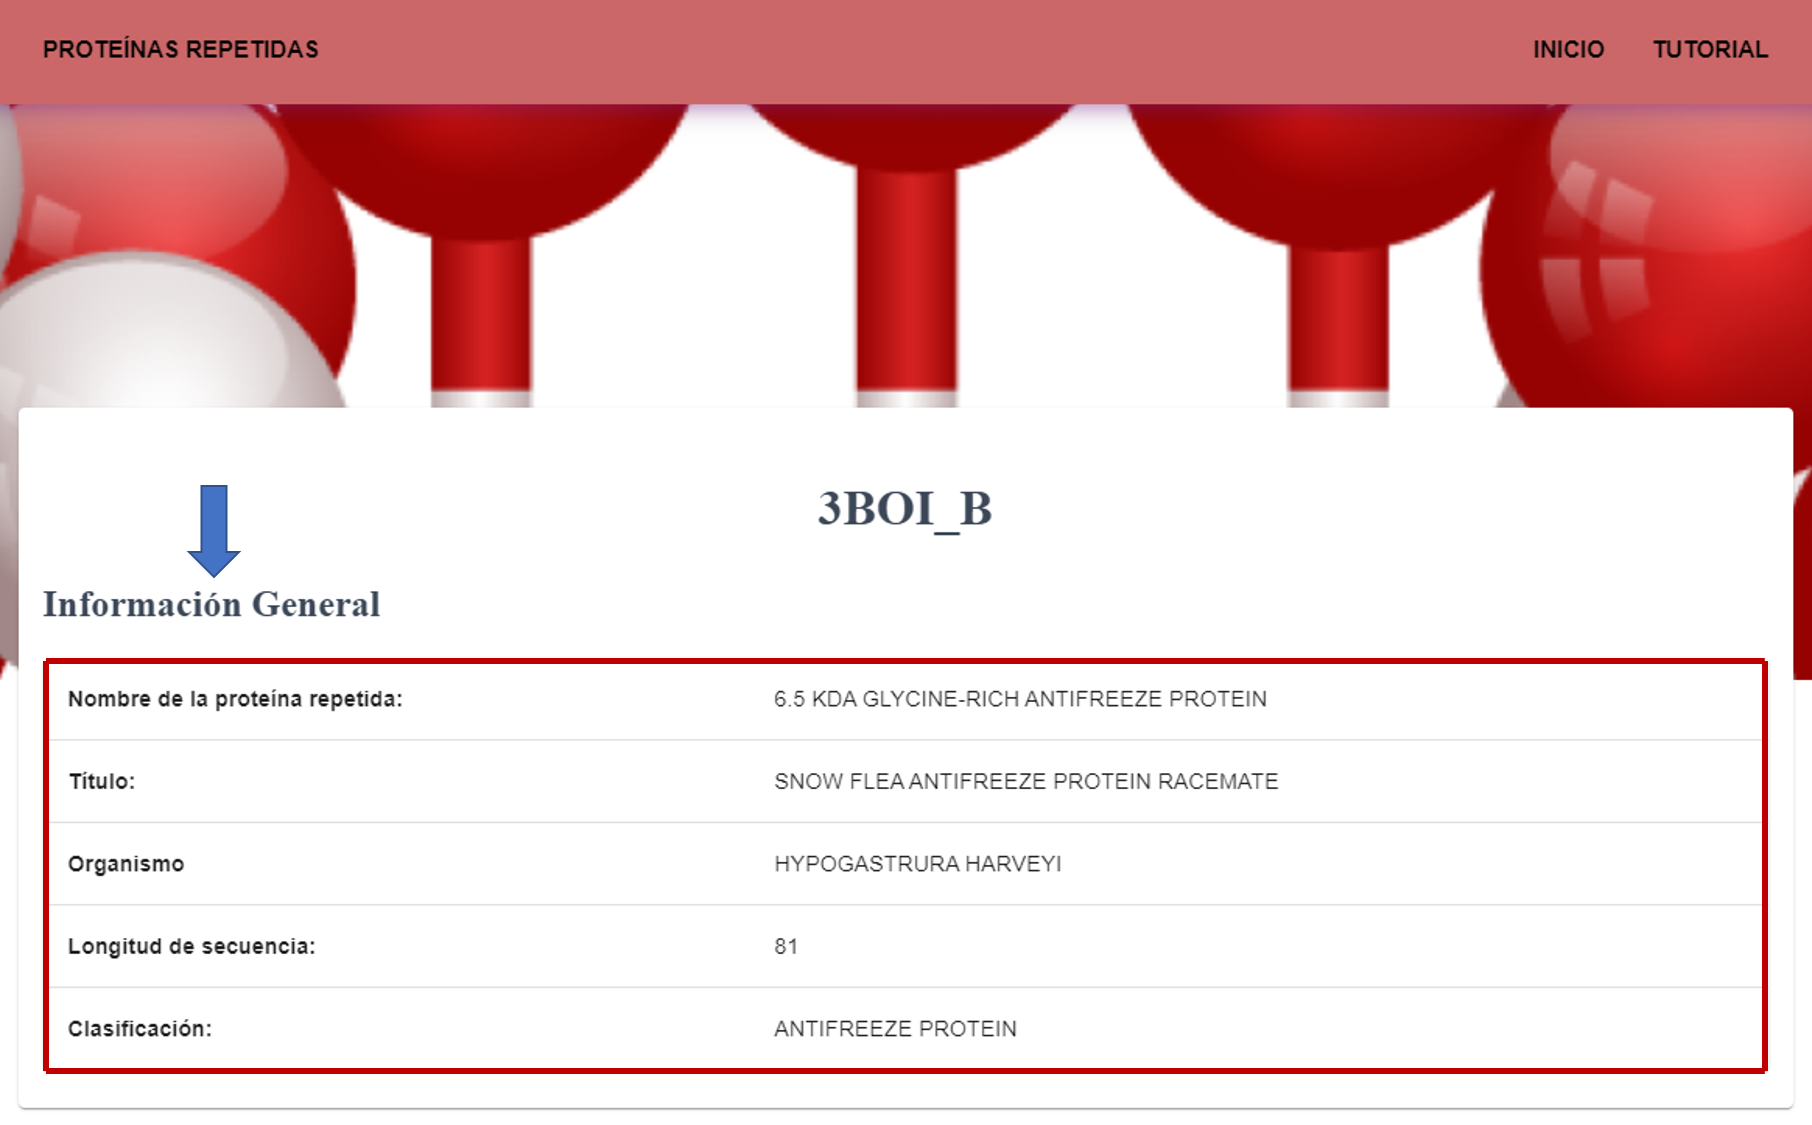 PROTEÍNAS REPETIDAS INICIO TUTORIAL
3BOI_B
Información General
Nombre de la proteína repetida: 6.5 KDA GLYCINE-RICH ANTIFREEZE PROTEIN
Título: SNOW FLEA ANTIFREEZE PROTEIN RACEMATE
Organismo HYPOGASTRURA HARVEYI
Longitud de secuencia: 81
Clasificación: ANTIFREEZE PROTEIN